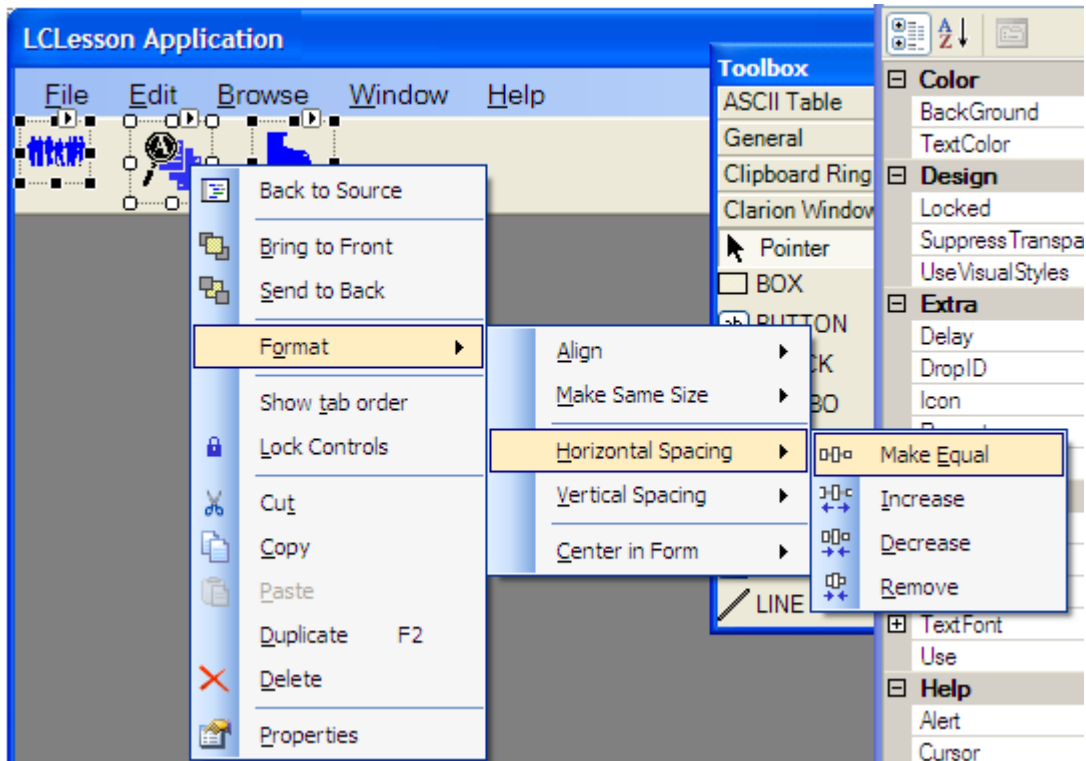 LCLesson Application
File Edit Browse Window Help
A
Back to Source
Bring to Front
Send to Back
Format
Show tab order
Lock Controls
Cut
Copy
Paste
Duplicate F2
Delete
Properties
Align
Make Same Size
Horizontal Spacing
Vertical Spacing
Center in Form
Make Equal
Increase
Decrease
Remove
Toolbox
ASCII Table
General
Clipboard Ring
Clarion Window
Pointer
BOX
BUTTON
LINE
A
Z
Color
BackGround
TextColor
Design
Locked
UseVisualStyles
Extra
Delay
DropID
Icon
TextFont
Use
Help
Alert
Cursor